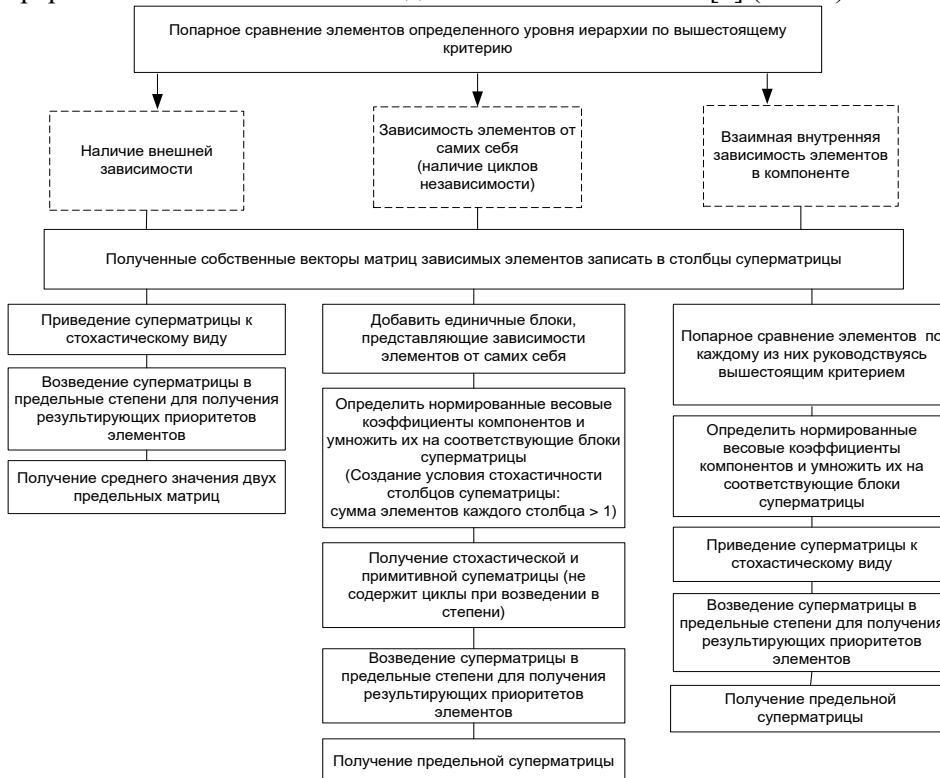 Попарное сравнение элементов определенного уровня иерархии по вышестоящему
критерию
Наличие внешней
зависимости
Зависимость элементов от
самих себя
(наличие циклов
независимости)
Взаимная внутренняя
зависимость элементов
в компоненте
Полученные собственные векторы матриц зависимых элементов записать в столбцы суперматрицы
Приведение суперматрицы к
стохастическому виду
Возведение суперматрицы в
предельные степени для получения
результирующих приоритетов
элементов
Получение среднего значения двух
предельных матриц
Добавить единичные блоки,
представляющие зависимости
элементов от самих себя
Определить нормированные весовые
коэффициенты компонентов и
умножить их на соответствующие блоки
суперматрицы
(Создание условия стохастичности
столбцов супематрицы:
сумма элементов каждого столбца > 1)
Получение стохастической и
примитивной супематрицы (не
содержит циклы при возведении в
степени)
Возведение суперматрицы в
предельные степени для получения
результирующих приоритетов
элементов
Получение предельной суперматрицы
Попарное сравнение элементов по
каждому из них руководствуясь
вышестоящим критерием
Определить нормированные
весовые коэффициенты
компонентов и умножить их на
соответствующие блоки
суперматрицы
Приведение суперматрицы к
стохастическому виду
Возведение суперматрицы в
предельные степени для получения
результирующих приоритетов
элементов
Получение предельной
суперматрицы